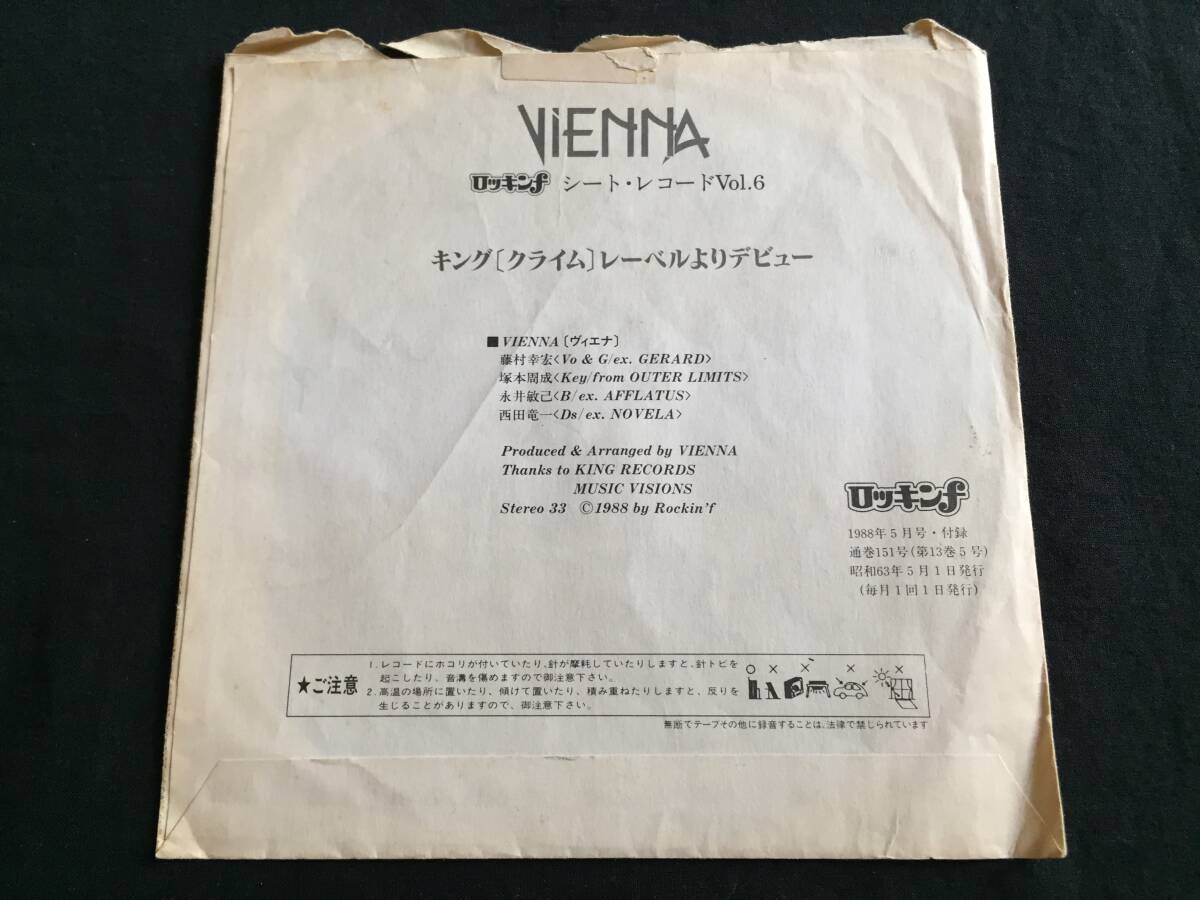 ViENNA
ロッキンf シート・レコードVol.6
キング〔クライム〕レーベルよりデビュー
■VIENNA〔ヴィエナ〕
藤村幸宏〈Vo & G/ex. GERARD〉
塚本周成〈Key/from OUTER LIMITS〉
永井敏己〈B/ex. AFFLATUS〉
西田竜一〈Ds/ex. NOVELA〉
Produced & Arranged by VIENNA
Thanks to KING RECORDS
MUSIC VISIONS
Stereo 33 ©1988 by Rockin'f
ロッキンf
1988年5月号・付録
通巻151号(第13巻5号)
昭和63年5月1日発行
(毎月1回1日発行)
★ご注意
1.レコードにホコリが付いていたり、針が摩耗していたりしますと、針トビを
起こしたり、音溝を傷めますので御注意下さい。
2.高温の場所に置いたり、傾けて置いたり、積み重ねたりしますと、反りを
生じることがありますので、御注意下さい。
○ × × × ×
無断でテープその他に録音することは、法律で禁じられています